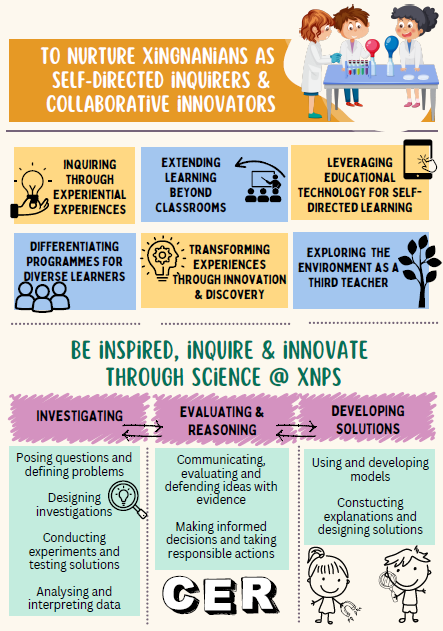 TO NURTURE XINGNANIANS AS
SELF-DIRECTED INQUIRERS &
COLLABORATIVE INNOVATORS
INQUIRING
THROUGH
EXPERIENTIAL
EXPERIENCES
EXTENDING
LEARNING
BEYOND
CLASSROOMS
LEVERAGING
EDUCATIONAL
TECHNOLOGY FOR SELF-
DIRECTED LEARNING
DIFFERENTIATING
PROGRAMMES FOR
DIVERSE LEARNERS
TRANSFORMING
EXPERIENCES
THROUGH INNOVATION
& DISCOVERY
EXPLORING THE
ENVIRONMENT AS A
THIRD TEACHER
BE INSPIRED, INQUIRE & INNOVATE
THROUGH SCIENCE @ XNPS
INVESTIGATING
EVALUATING &
REASONING
DEVELOPING
SOLUTIONS
Posing questions and
defining problems
Designing
investigations
Conducting
experiments and
testing solutions
Analysing and
interpreting data
Communicating,
evaluating and
defending ideas with
evidence
Making informed
decisions and taking
responsible actions
CER
Using and developing
models
Constucting
explanations and
designing solutions